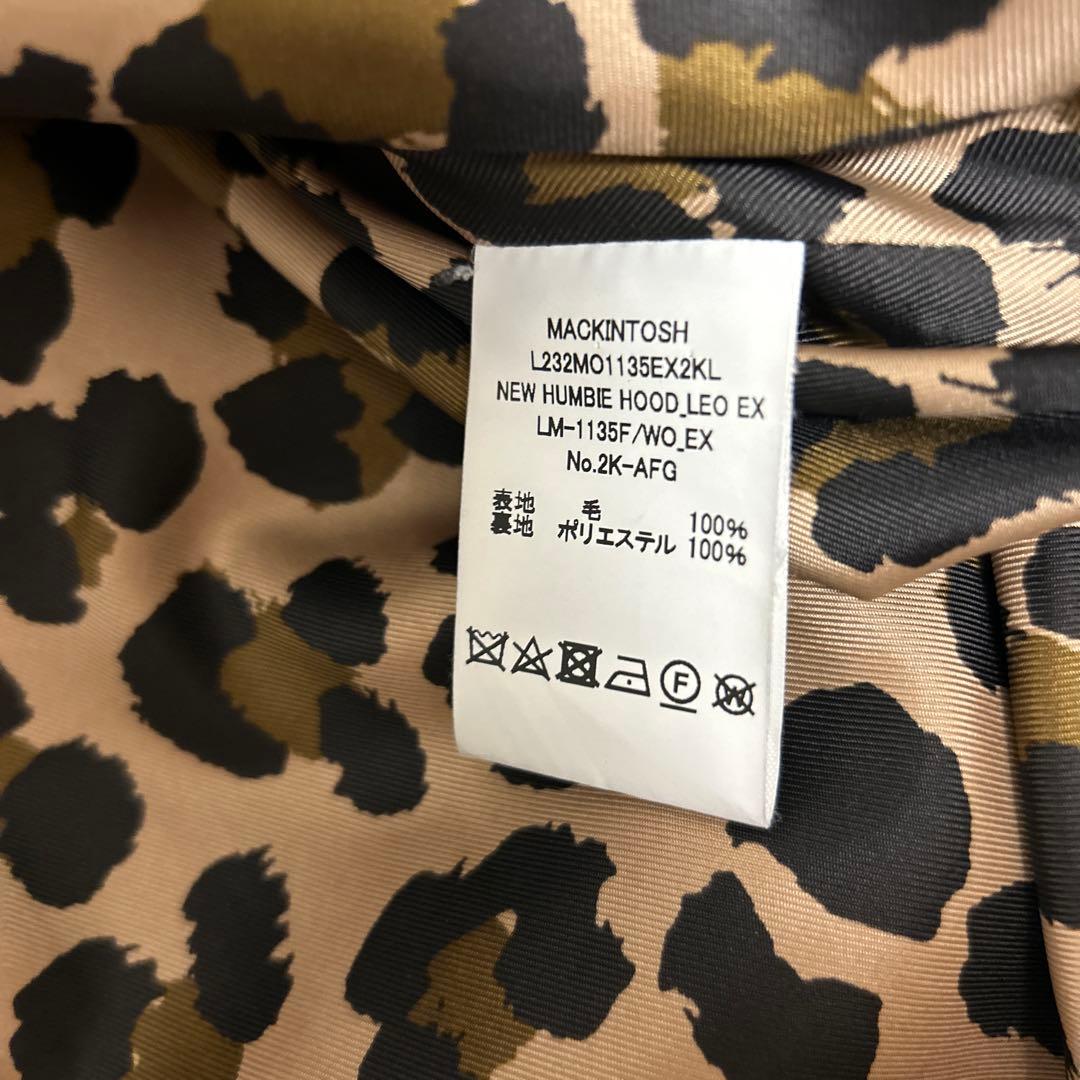 MACKINTOSH
L232MO1135EX2KL
NEW HUMBIE HOOD_LEO EX
LM-1135F/WO_EX
No.2K-AFG
表地 毛 100%
裏地 ポリエステル 100%
F W